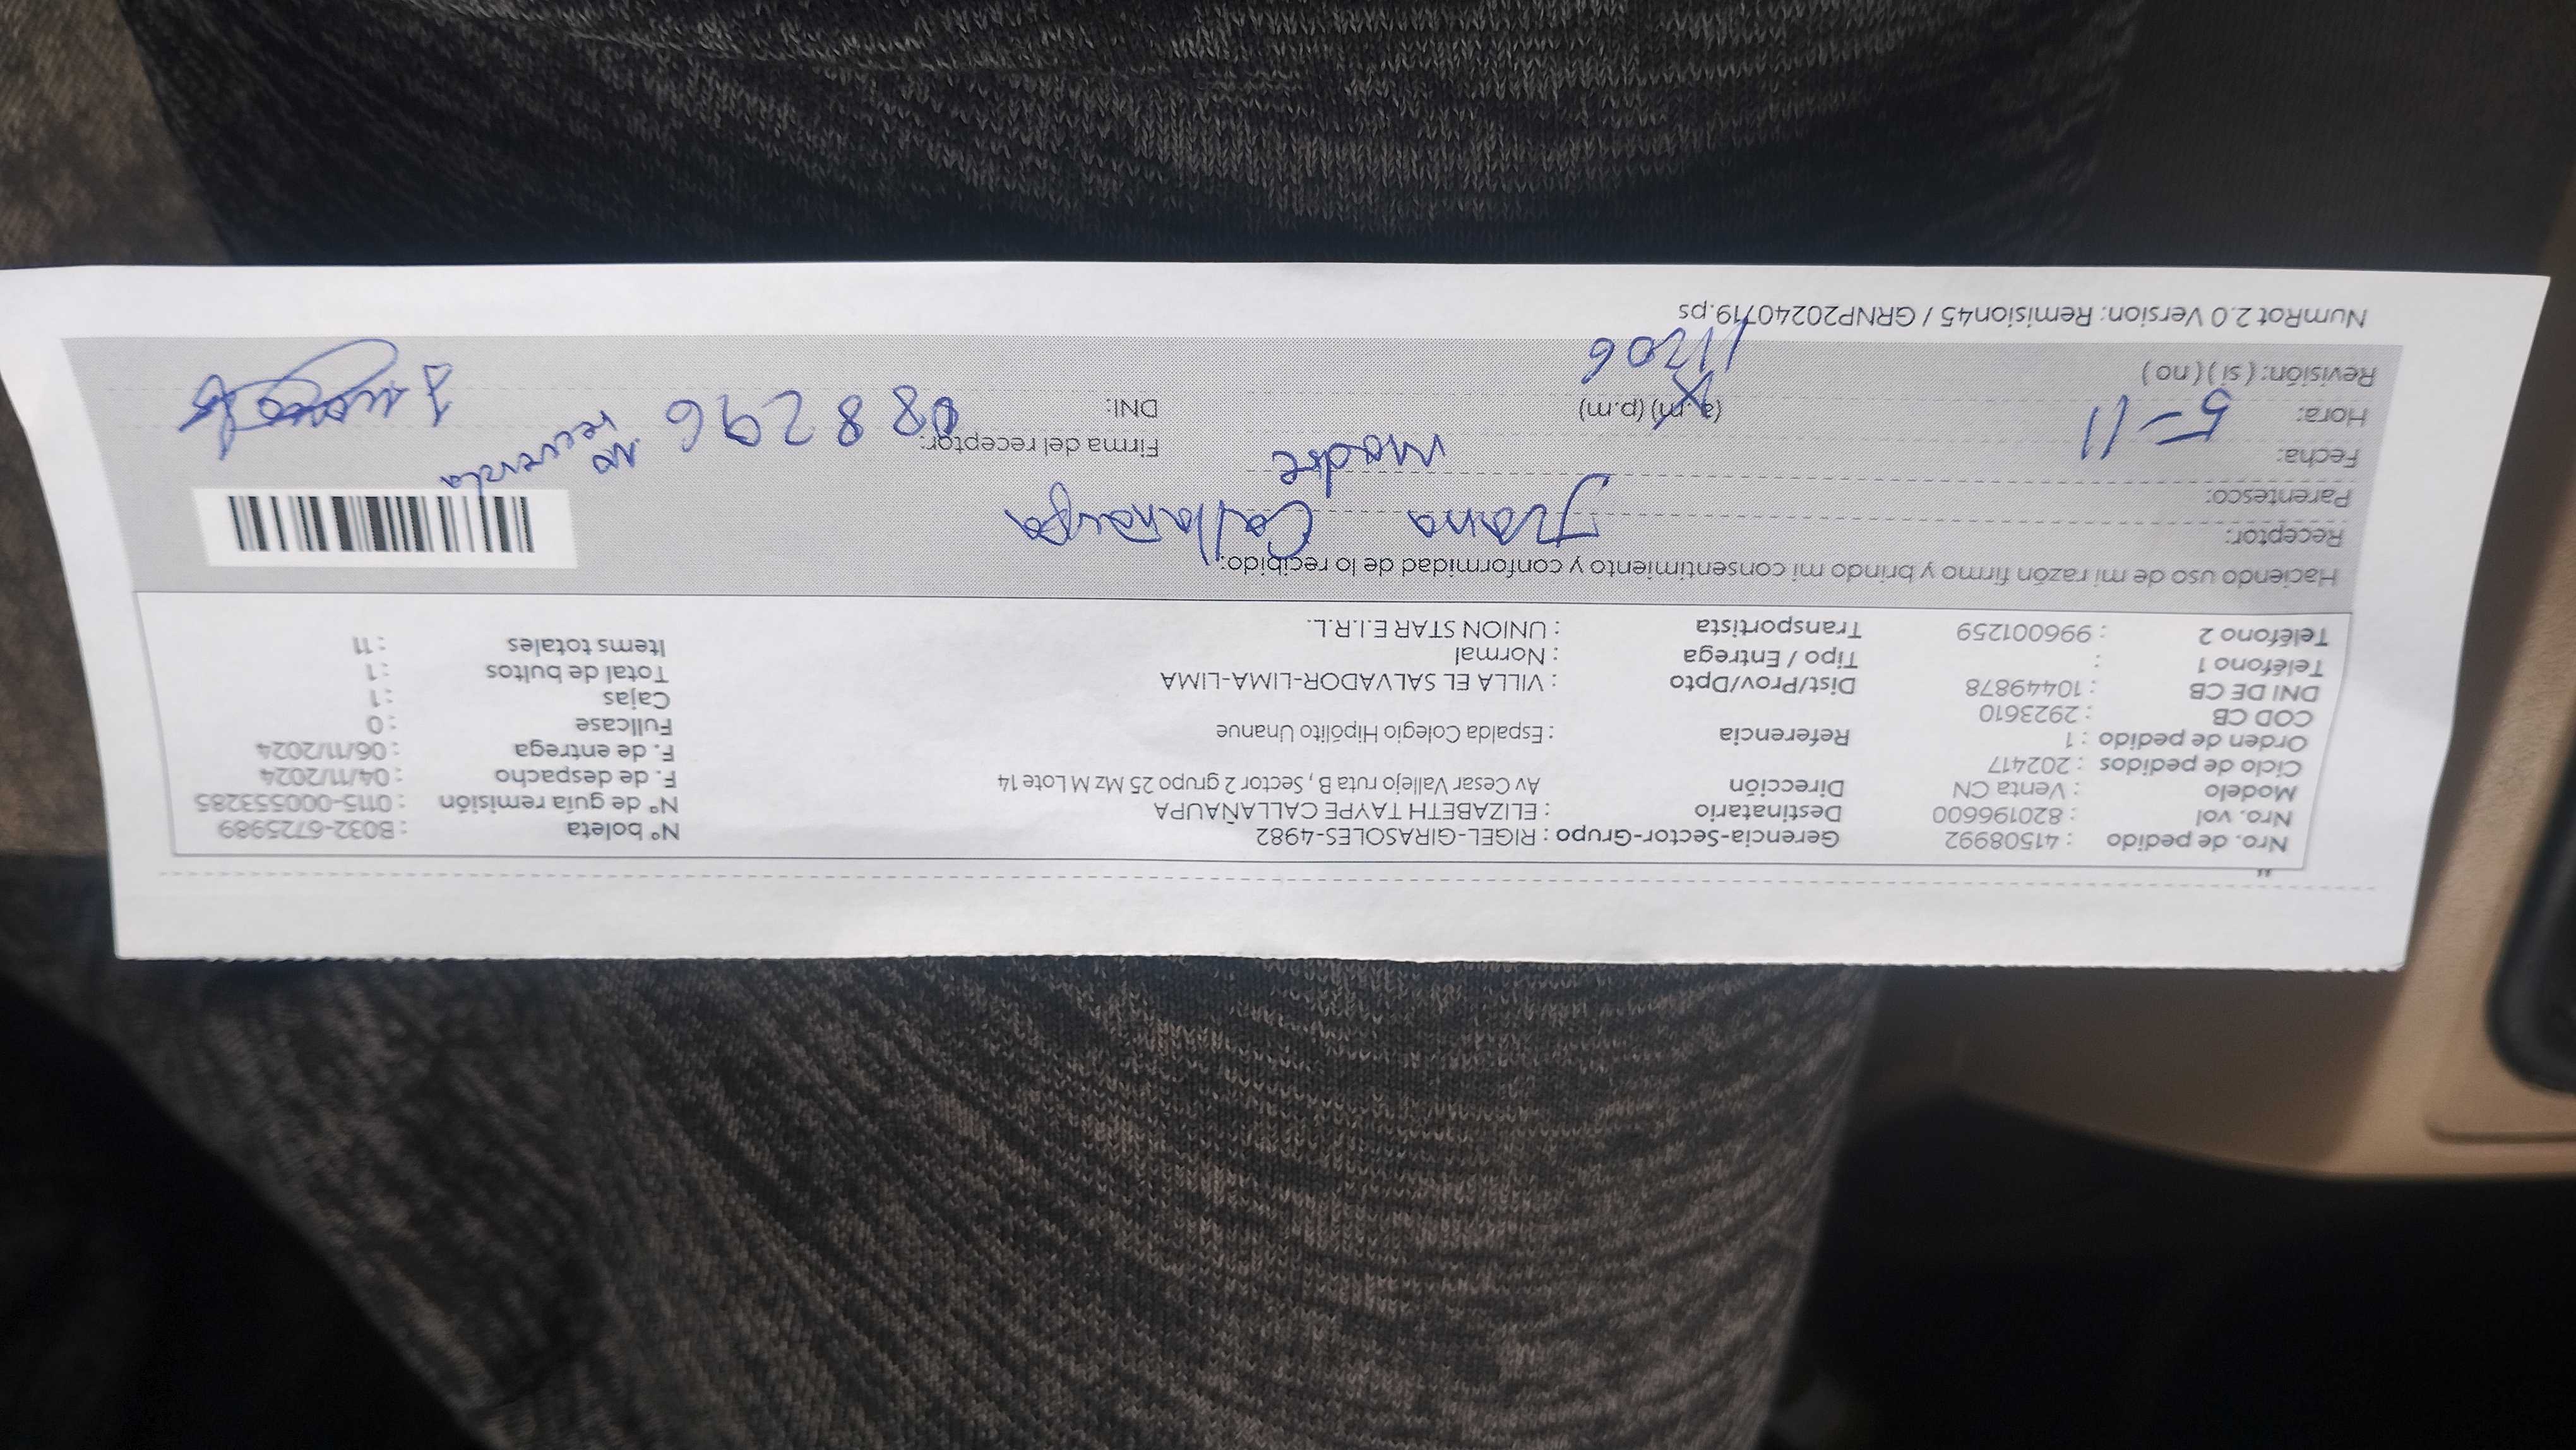 Nro. de pedido : 41508992 Gerencia-Sector-Grupo : RIGEL-GIRASOLES-4982 N° boleta : B032-6725989
Nro. vol : 820196600 Destinatario : ELIZABETH TAYPE CALLAÑAUPA N° de guía remisión : 0115-000553285
Modelo : Venta CN Dirección Av Cesar Vallejo ruta B , Sector 2 grupo 25 Mz M Lote 14 F. de despacho : 04/11/2024
Ciclo de pedidos : 202417 F. de entrega : 06/11/2024
Orden de pedido : 1 Referencia : Espalda Colegio Hipólito Unanue Fullcase : 0
COD CB : 2923610 Cajas : 1
DNI DE CB : 10449878 Dist/Prov/Dpto : VILLA EL SALVADOR-LIMA-LIMA Total de bultos : 1
Teléfono 1 : Tipo / Entrega : Normal Items totales : 11
Teléfono 2 : 996001259 Transportista : UNION STAR E.I.R.L.
Haciendo uso de mi razón firmo y brindo mi consentimiento y conformidad de lo recibido:
Receptor: Juana Callañaupa
Parentesco: madre
Fecha: 5-11 Firma del receptor: no recuerda
Hora: (a.m) (p.m) DNI: 088296
Revisión: ( si ) ( no ) 11:06
NumRot 2.0 Version: Remision45 / GRNP20240719.ps